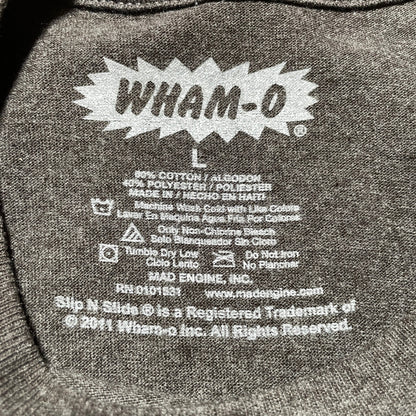 WHAM-O®
L
60% COTTON / ALGODON
40% POLYESTER / POLIESTER
MADE IN / HECHO EN HAITI
Machine Wash Cold with Like Colors
Lavar En Maquina Agua Fria For Colores
Only Non-Chlorine Bleach
Solo Blanqueador Sin Cloro
Tumble Dry Low
Ciclo Lento
Do Not Iron
No Planchar
MAD ENGINE, INC.
RN 0101831 www.madengine.com
Slip N Slide ® is a Registered Trademark of
© 2011 Wham-o Inc. All Rights Reserved.